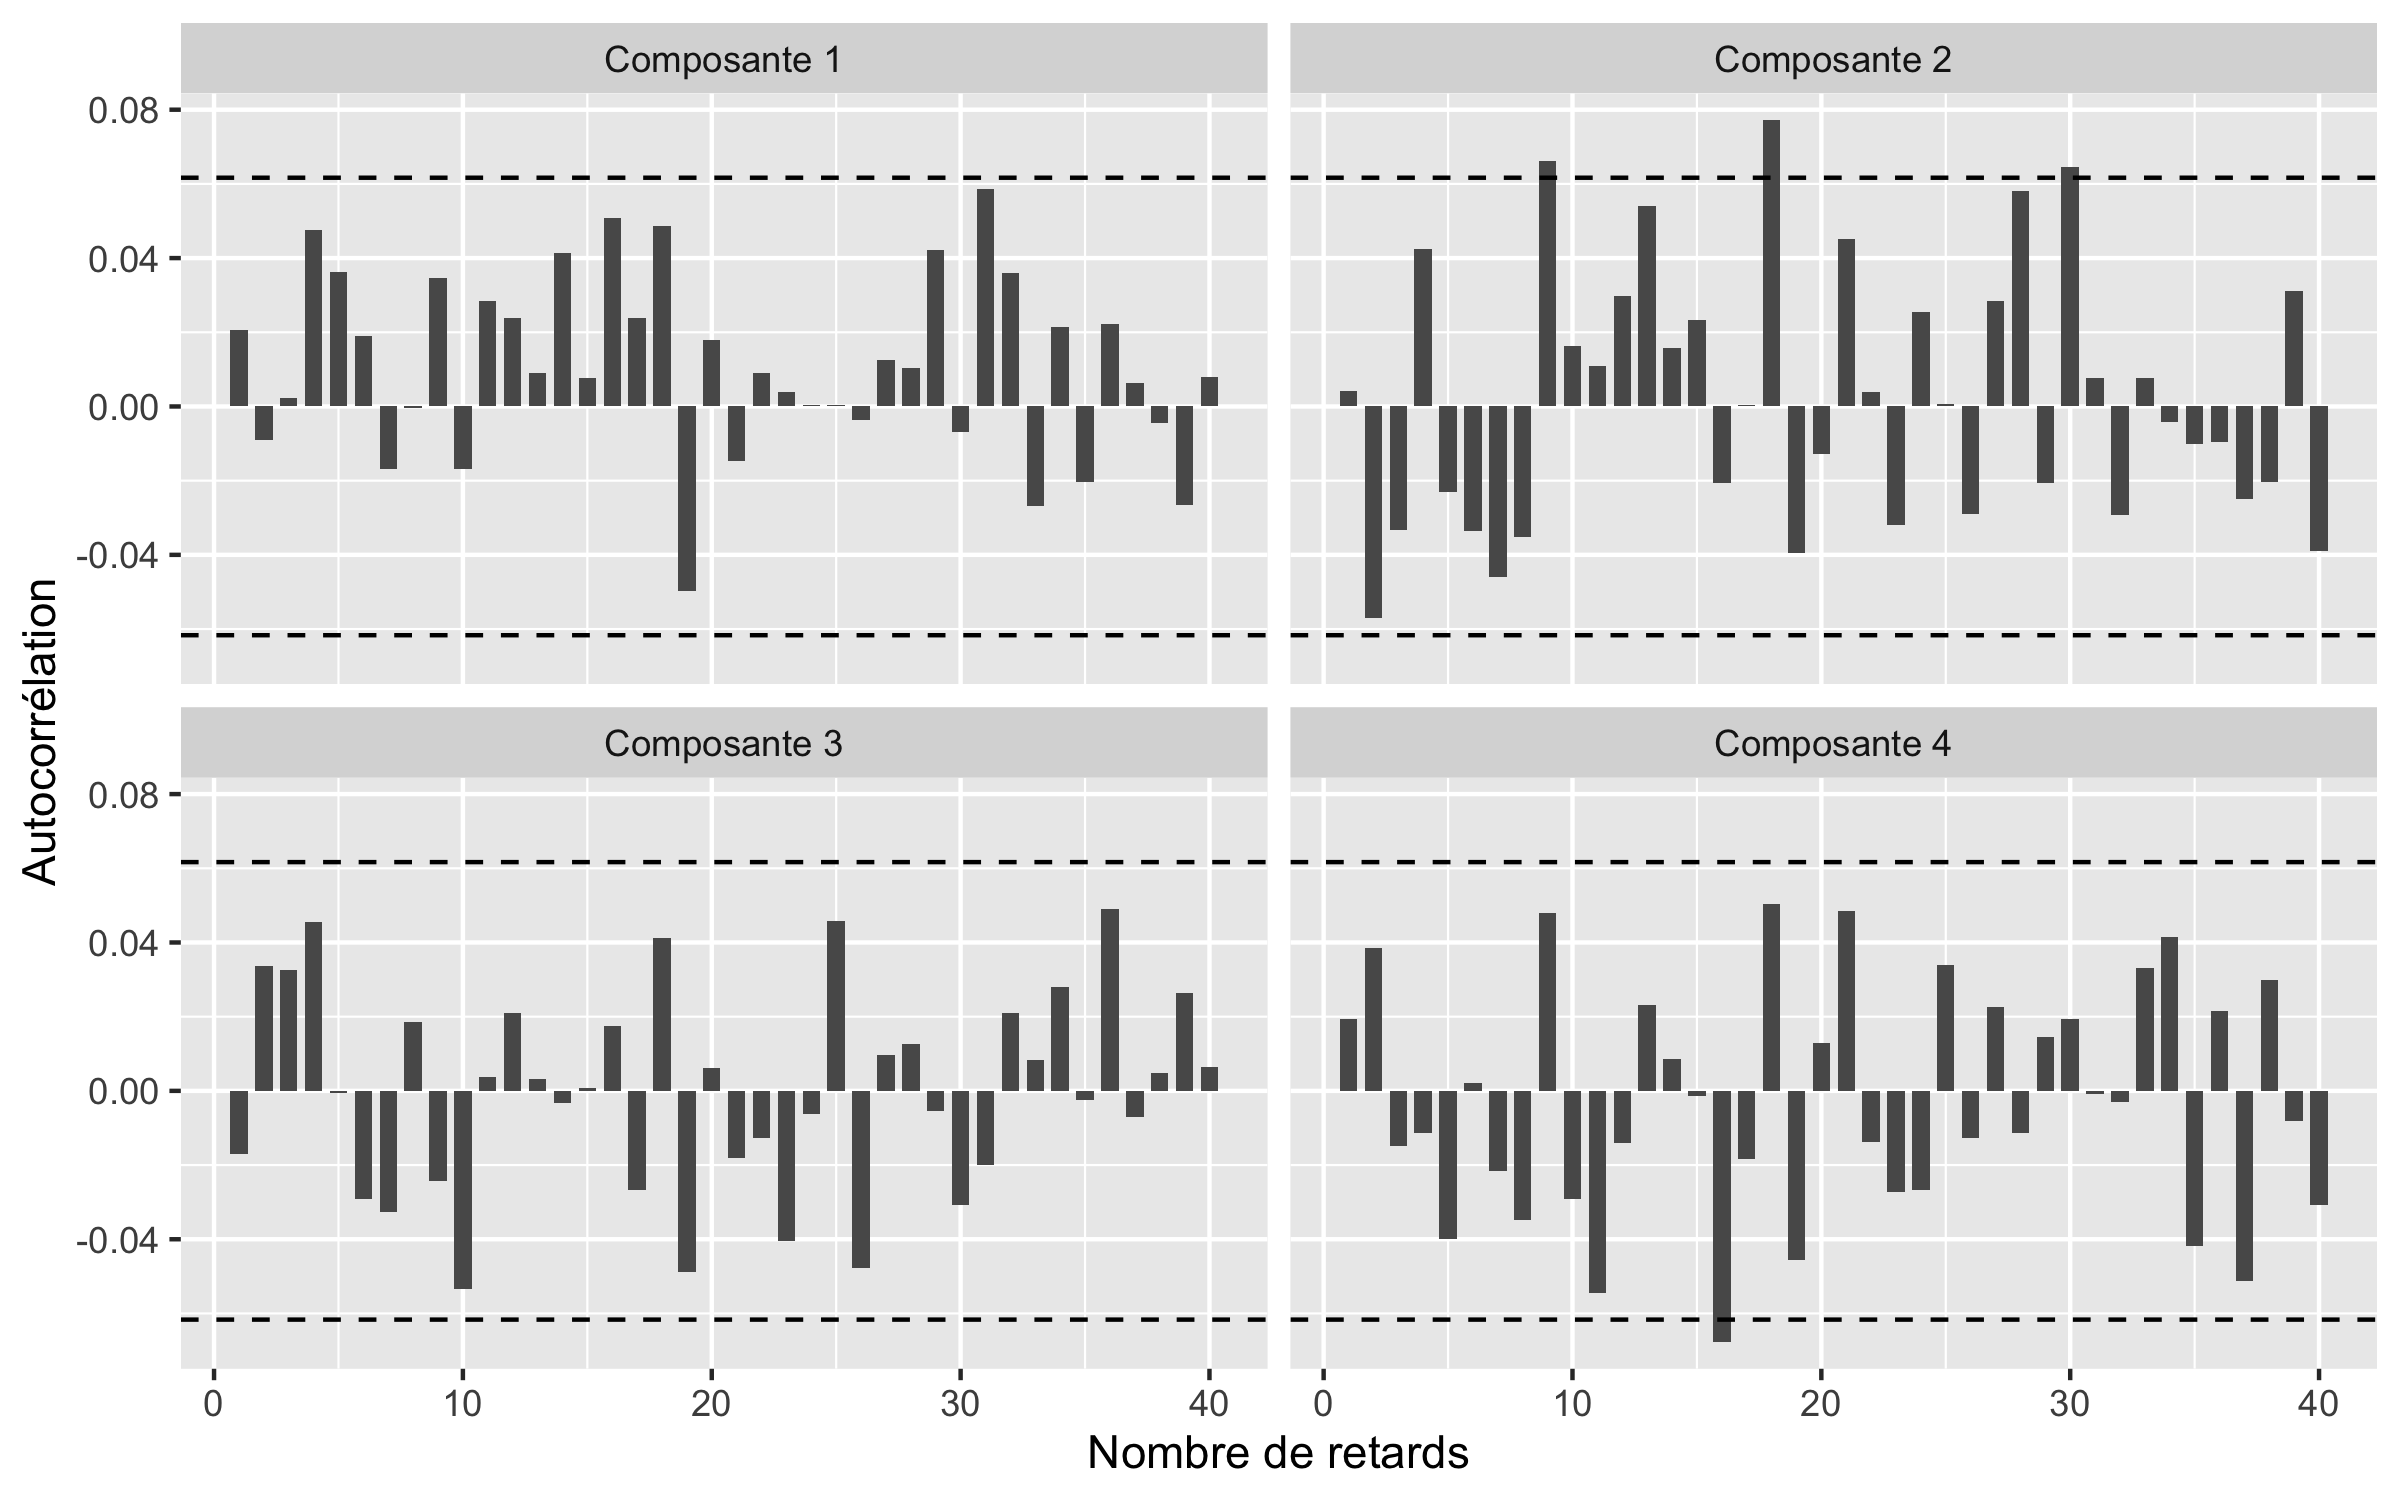 Composante 1
Composante 2
0.08
0.04
0.00
-0.04
Autocorrélation
Composante 3
Composante 4
0.08
0.04
0.00
-0.04
0 10 20 30 40
0 10 20 30 40
Nombre de retards